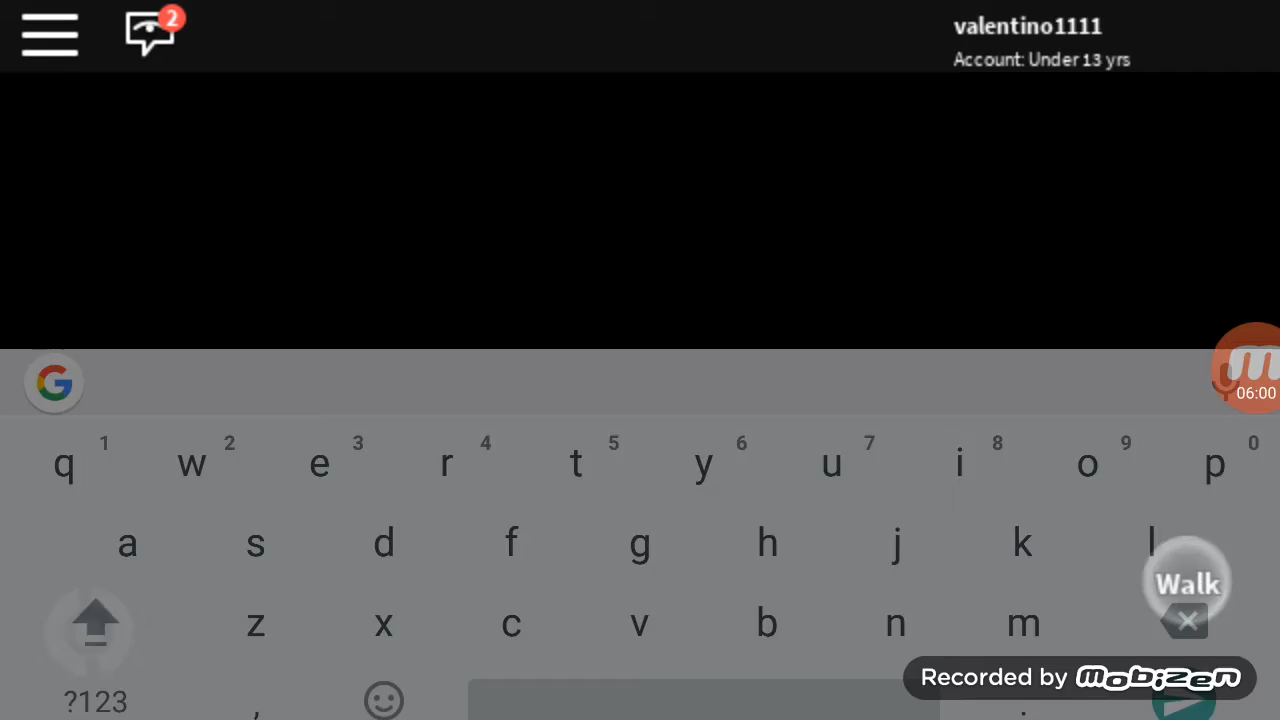 2
valentino1111
Account: Under 13 yrs
G
06:00
q 1 w 2 e 3 r 4 t 5 y 6 u 7 i 8 o 9 p 0
a s d f g h j k l
Walk
z x c v b n m
Recorded by mobizen
?123 , .